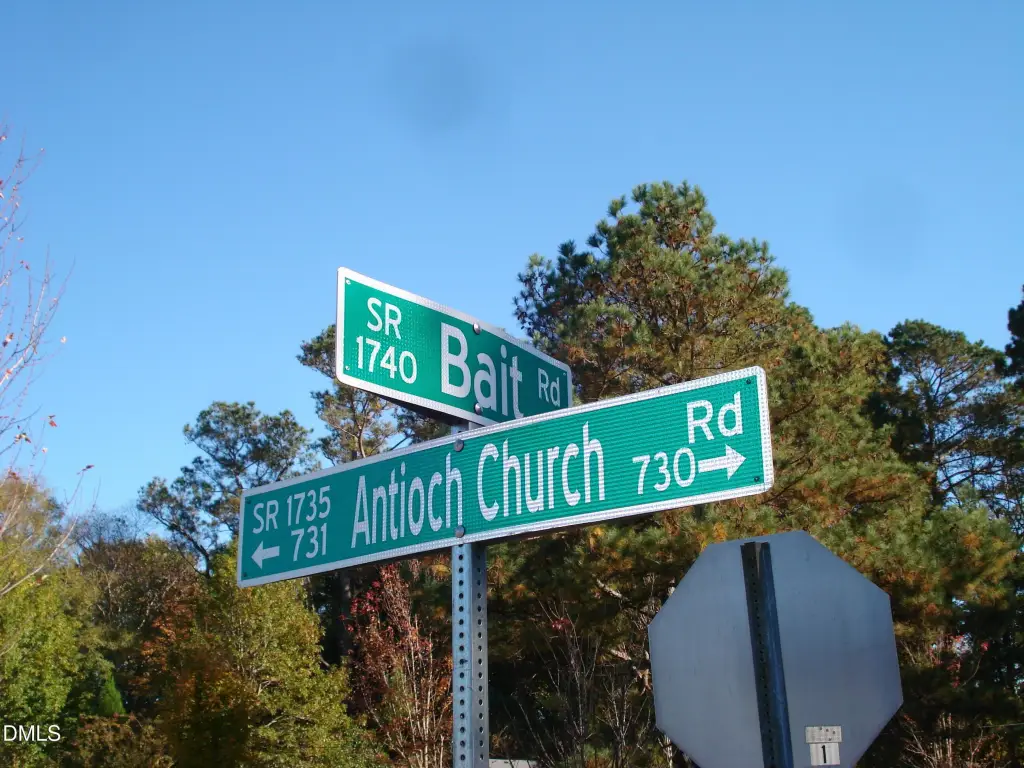 SR
1740 Bait Rd
SR 1735 Antioch Church Rd
← 731 730 →
DMLS
1